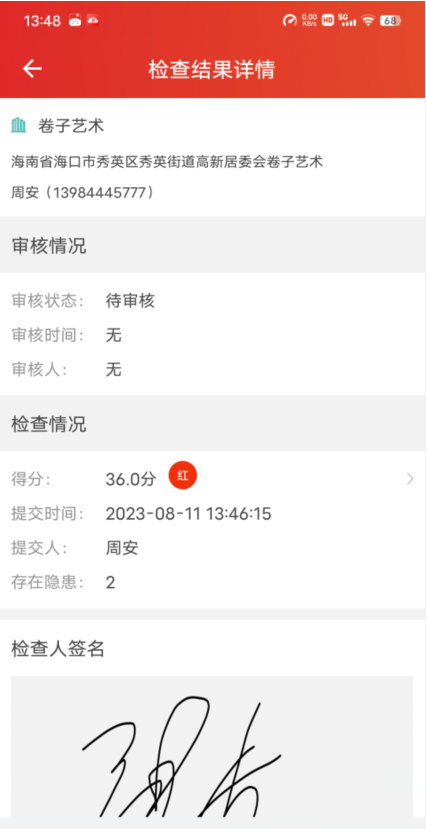 13:48 0.00 KB/s HD 5G 68
检查结果详情
卷子艺术
海南省海口市秀英区秀英街道高新居委会卷子艺术
周安（13984445777）
审核情况
审核状态： 待审核
审核时间： 无
审核人： 无
检查情况
得分： 36.0分 红
提交时间： 2023-08-11 13:46:15
提交人： 周安
存在隐患： 2
检查人签名